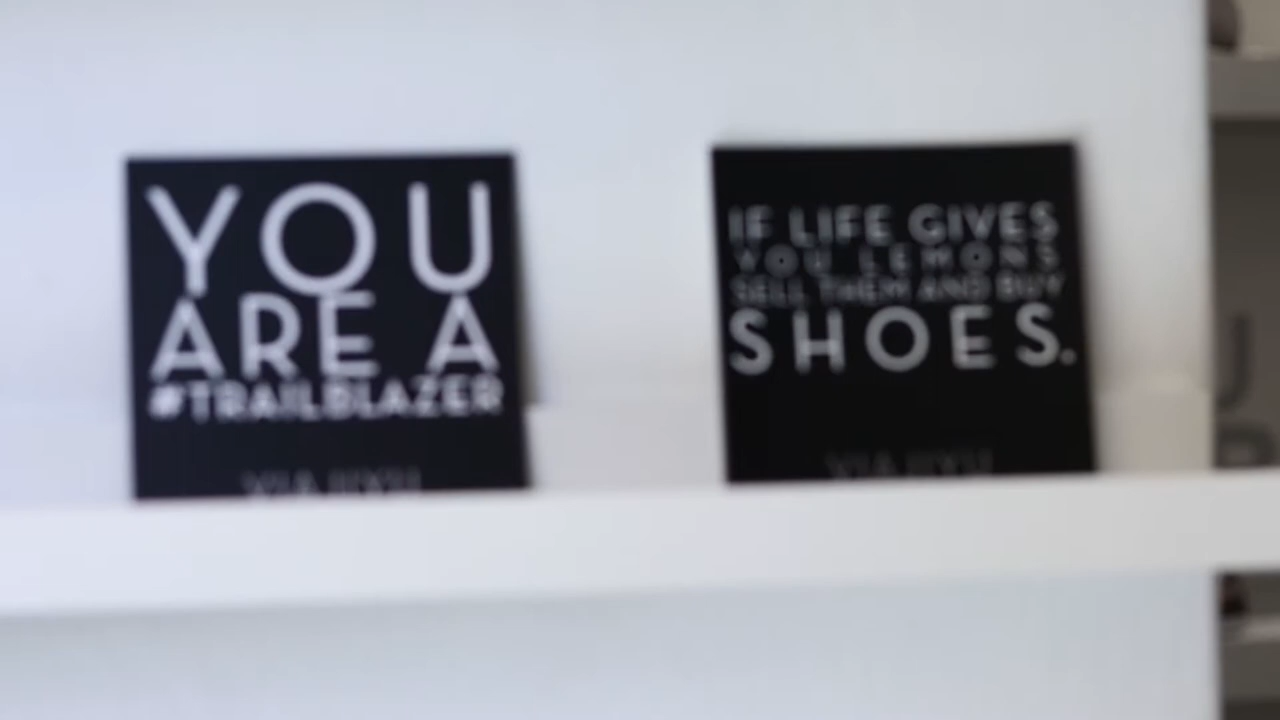 YOU
ARE A
#TRAILBLAZER
IF LIFE GIVES
YOU LEMONS
SELL THEM AND BUY
SHOES.